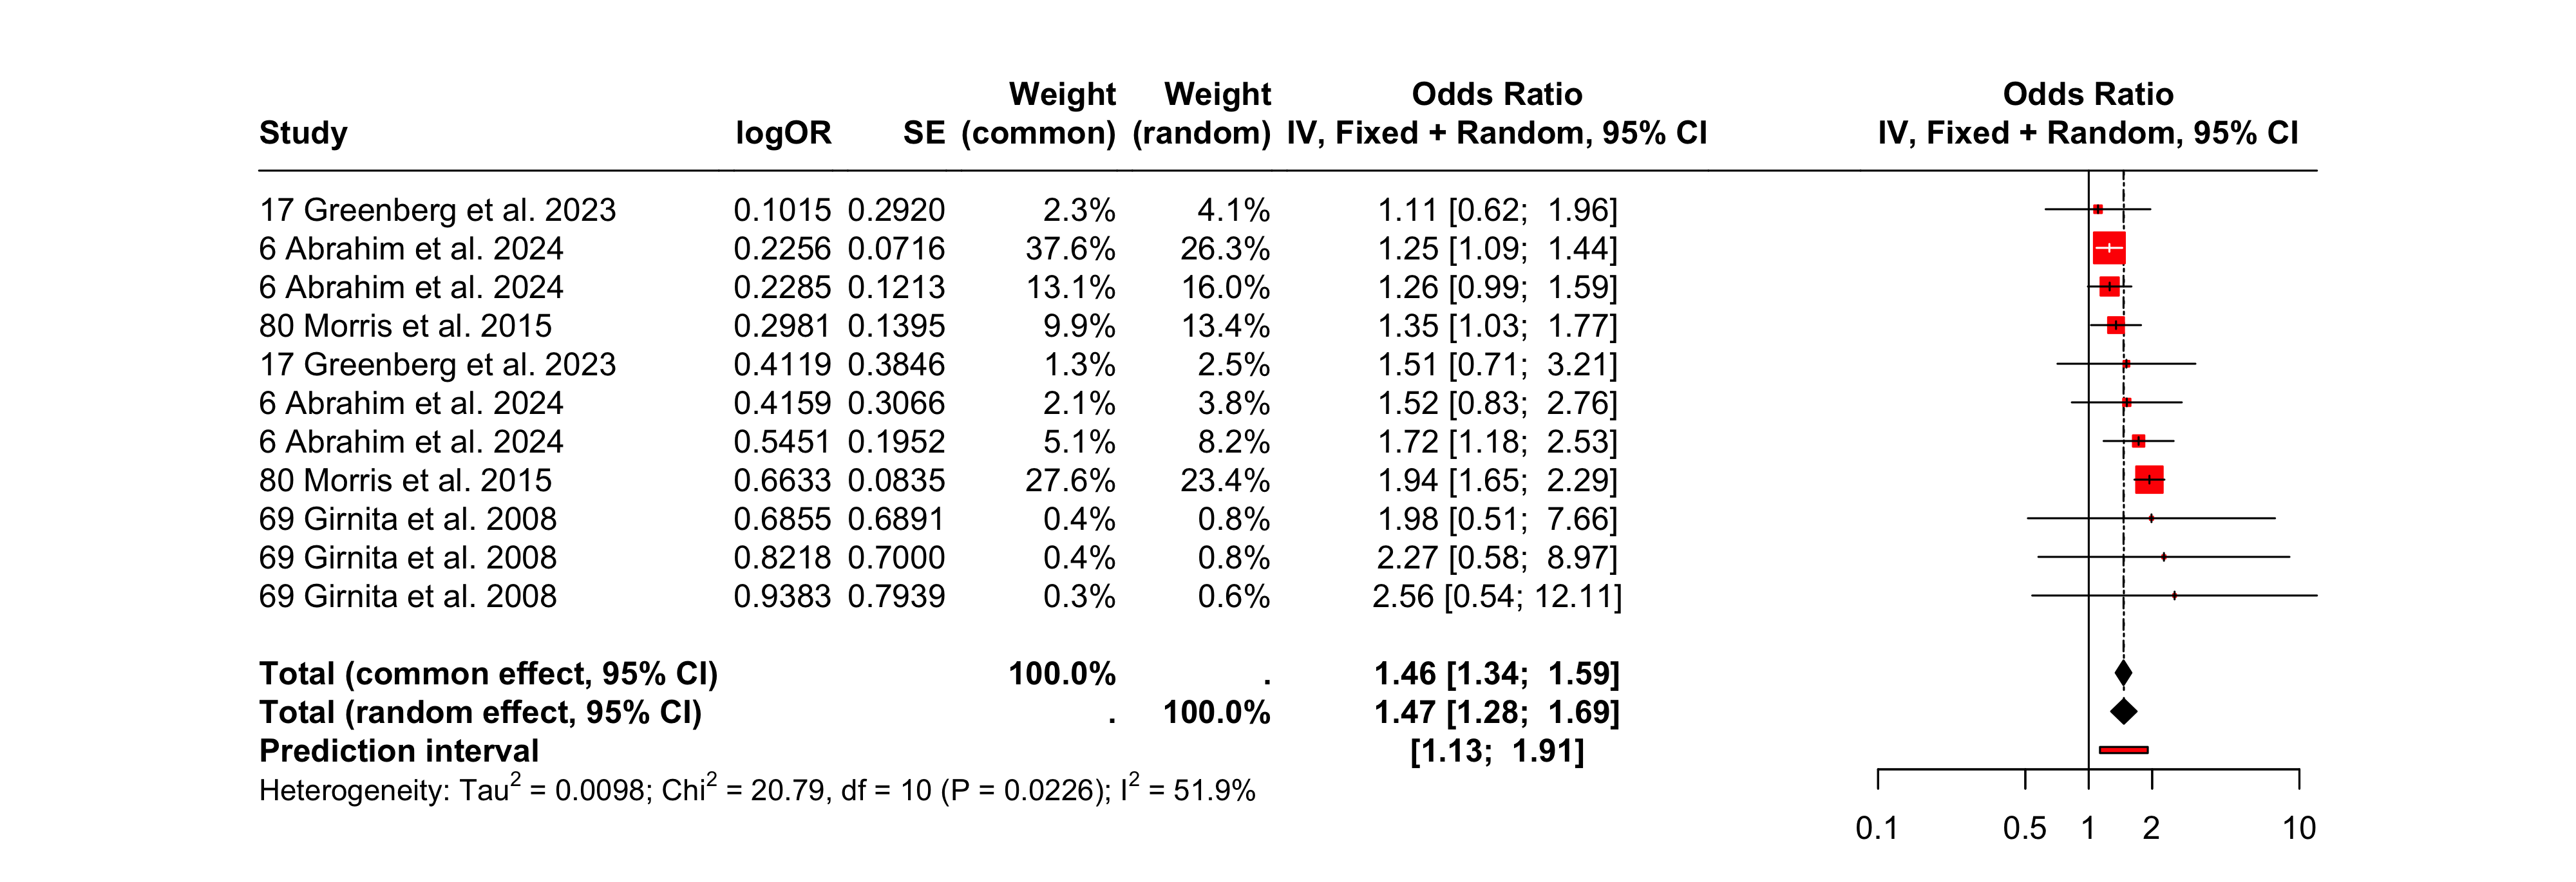 Weight Weight Odds Ratio Odds Ratio
Study logOR SE (common) (random) IV, Fixed + Random, 95% CI IV, Fixed + Random, 95% CI
17 Greenberg et al. 2023 0.1015 0.2920 2.3% 4.1% 1.11 [0.62; 1.96]
6 Abrahim et al. 2024 0.2256 0.0716 37.6% 26.3% 1.25 [1.09; 1.44]
6 Abrahim et al. 2024 0.2285 0.1213 13.1% 16.0% 1.26 [0.99; 1.59]
80 Morris et al. 2015 0.2981 0.1395 9.9% 13.4% 1.35 [1.03; 1.77]
17 Greenberg et al. 2023 0.4119 0.3846 1.3% 2.5% 1.51 [0.71; 3.21]
6 Abrahim et al. 2024 0.4159 0.3066 2.1% 3.8% 1.52 [0.83; 2.76]
6 Abrahim et al. 2024 0.5451 0.1952 5.1% 8.2% 1.72 [1.18; 2.53]
80 Morris et al. 2015 0.6633 0.0835 27.6% 23.4% 1.94 [1.65; 2.29]
69 Girnita et al. 2008 0.6855 0.6891 0.4% 0.8% 1.98 [0.51; 7.66]
69 Girnita et al. 2008 0.8218 0.7000 0.4% 0.8% 2.27 [0.58; 8.97]
69 Girnita et al. 2008 0.9383 0.7939 0.3% 0.6% 2.56 [0.54; 12.11]
Total (common effect, 95% CI) 100.0% . 1.46 [1.34; 1.59]
Total (random effect, 95% CI) . 100.0% 1.47 [1.28; 1.69]
Prediction interval [1.13; 1.91]
Heterogeneity: Tau² = 0.0098; Chi² = 20.79, df = 10 (P = 0.0226); I² = 51.9%
0.1 0.5 1 2 10